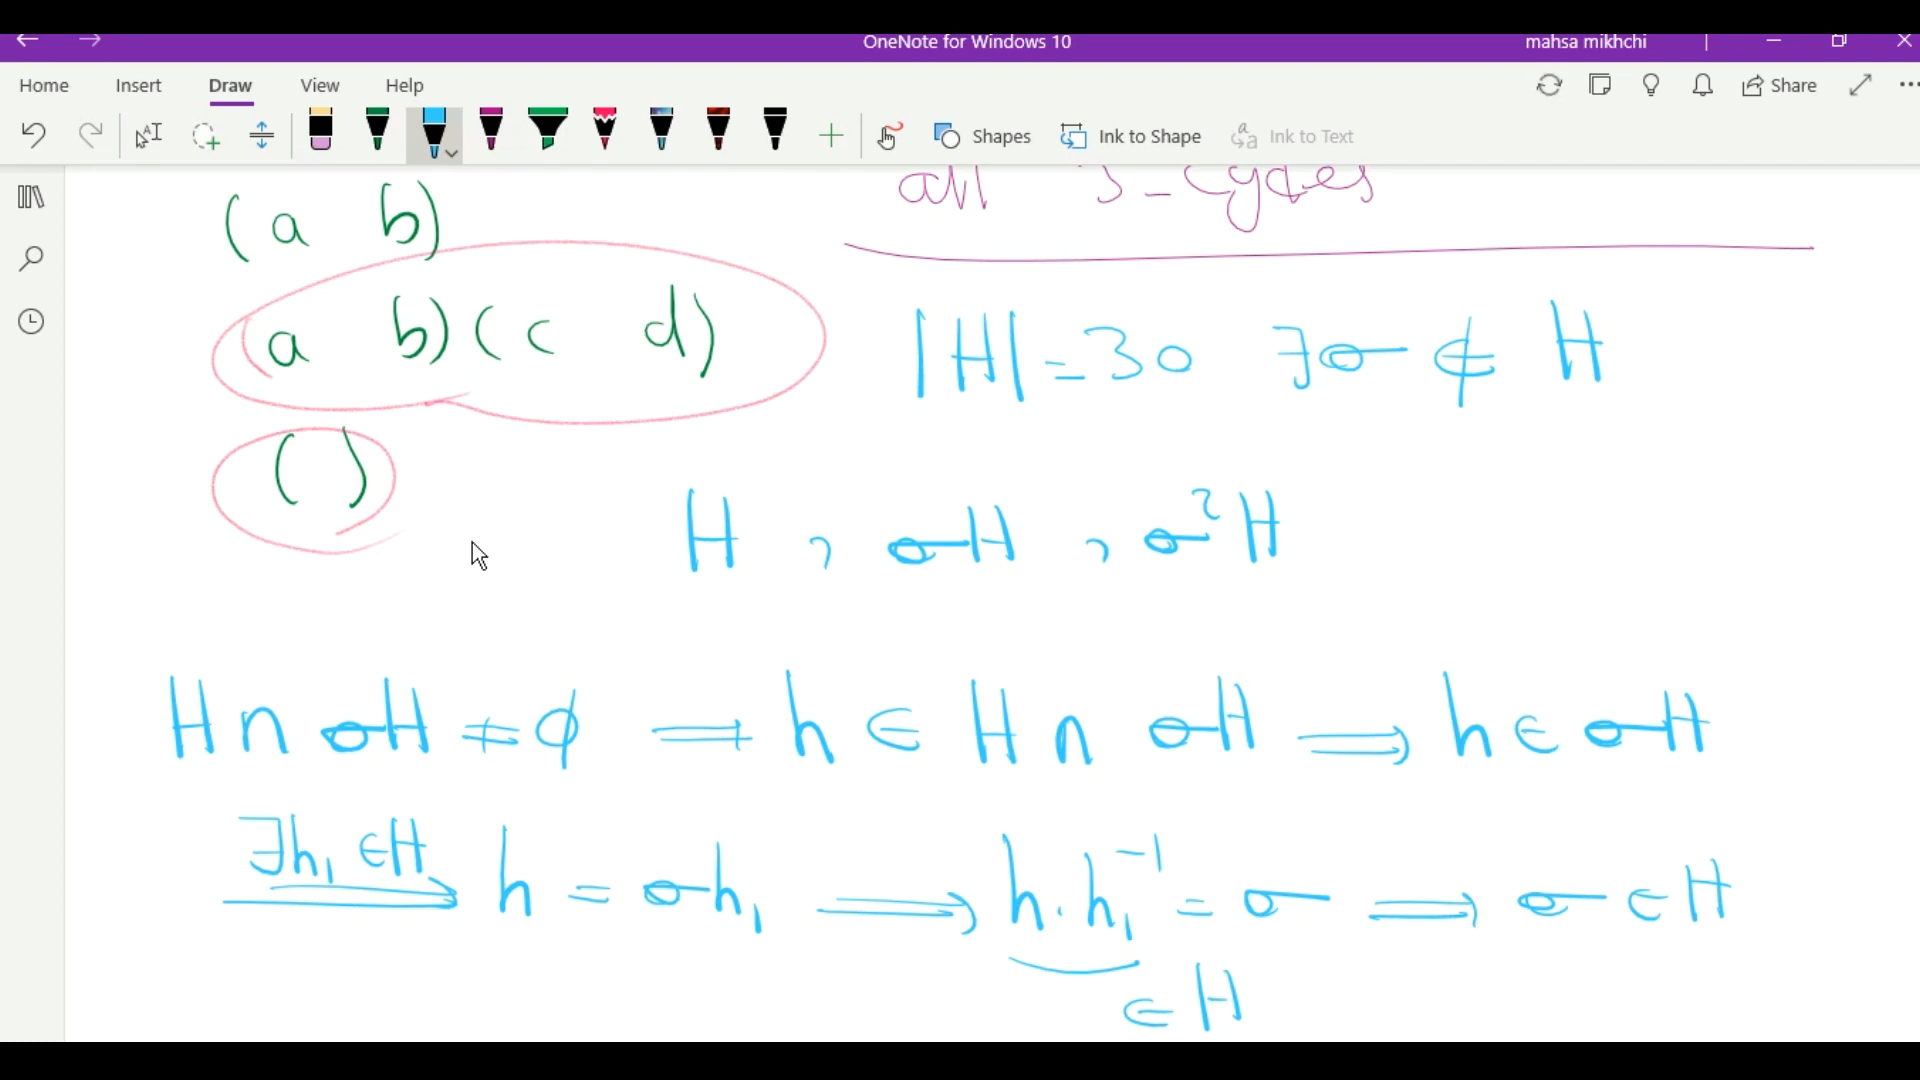 OneNote for Windows 10
mahsa mikhchi
Home Insert Draw View Help
Share
Shapes Ink to Shape Ink to Text
all 3-Cycles
(a b)
(a b)(c d)
( )
|H| = 30 ∃σ ∉ H
H , σH , σ²H
H ∩ σH ≠ ϕ ⟹ h ∈ H ∩ σH ⟹ h ∈ σH
∃h₁ ∈ H ⟹ h = σh₁ ⟹ h.h₁⁻¹ = σ ⟹ σ ∈ H
∈ H